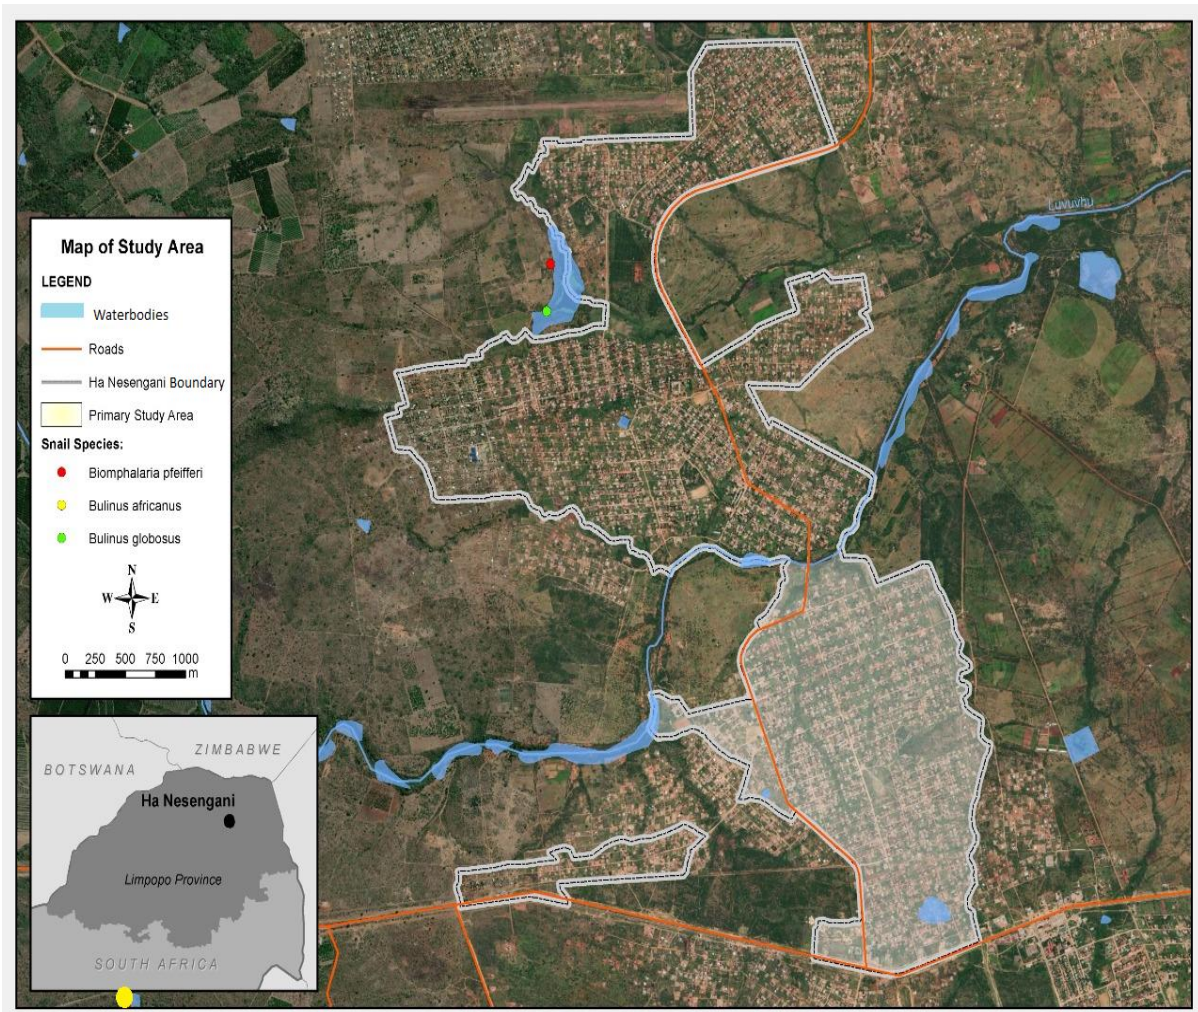 Luvuvhu
Map of Study Area
LEGEND
Waterbodies
Roads
Ha Nesengani Boundary
Primary Study Area
Snail Species:
Biomphalaria pfeifferi
Bulinus africanus
Bulinus globosus
N
W E
S
0 250 500 750 1000
m
ZIMBABWE
BOTSWANA
Ha Nesengani
Limpopo Province
SOUTH AFRICA